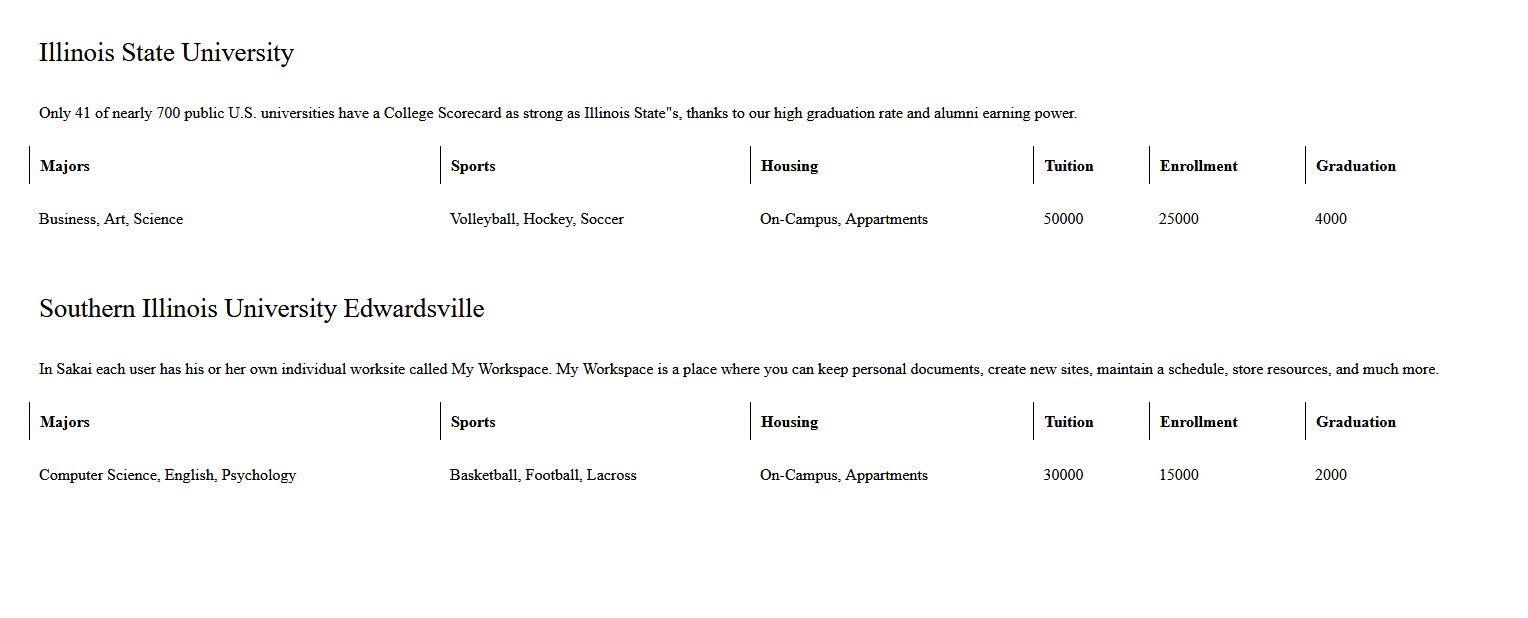 Illinois State University
Only 41 of nearly 700 public U.S. universities have a College Scorecard as strong as Illinois State"s, thanks to our high graduation rate and alumni earning power.
Majors Sports Housing Tuition Enrollment Graduation
Business, Art, Science Volleyball, Hockey, Soccer On-Campus, Appartments 50000 25000 4000
Southern Illinois University Edwardsville
In Sakai each user has his or her own individual worksite called My Workspace. My Workspace is a place where you can keep personal documents, create new sites, maintain a schedule, store resources, and much more.
Majors Sports Housing Tuition Enrollment Graduation
Computer Science, English, Psychology Basketball, Football, Lacross On-Campus, Appartments 30000 15000 2000